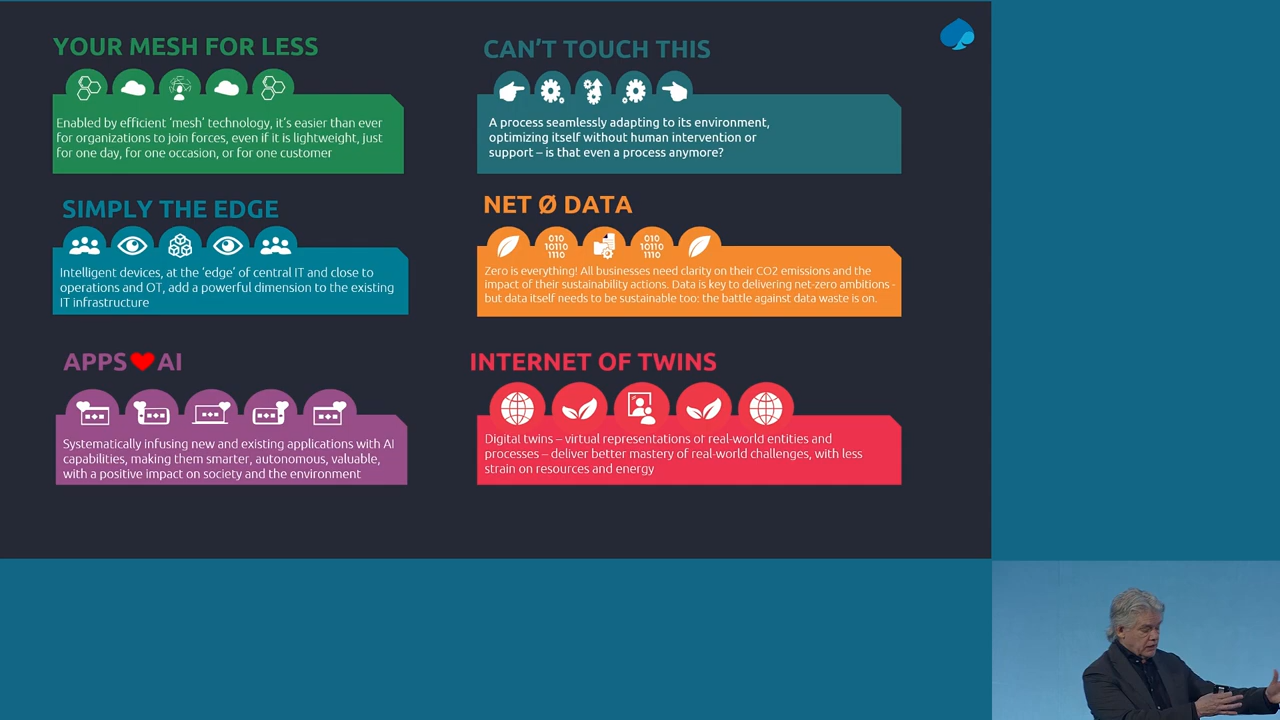 YOUR MESH FOR LESS
Enabled by efficient ‘mesh’ technology, it’s easier than ever
for organizations to join forces, even if it is lightweight, just
for one day, for one occasion, or for one customer
CAN’T TOUCH THIS
A process seamlessly adapting to its environment,
optimizing itself without human intervention or
support – is that even a process anymore?
SIMPLY THE EDGE
Intelligent devices, at the ‘edge’ of central IT and close to
operations and OT, add a powerful dimension to the existing
IT infrastructure
NET Ø DATA
010
10110
1110
010
10110
1110
Zero is everything! All businesses need clarity on their CO2 emissions and the
impact of their sustainability actions. Data is key to delivering net-zero ambitions -
but data itself needs to be sustainable too: the battle against data waste is on.
APPS❤AI
Systematically infusing new and existing applications with AI
capabilities, making them smarter, autonomous, valuable,
with a positive impact on society and the environment
INTERNET OF TWINS
Digital twins – virtual representations of real-world entities and
processes – deliver better mastery of real-world challenges, with less
strain on resources and energy